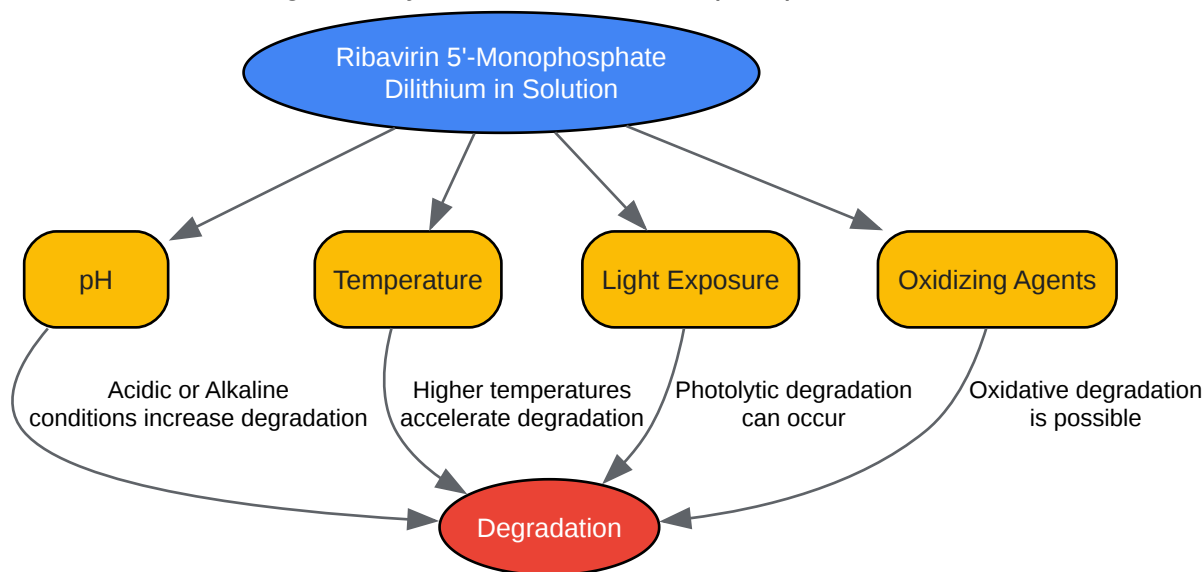 Ribavirin 5'-Monophosphate
Dilithium in Solution
pH
Temperature
Light Exposure
Oxidizing Agents
Acidic or Alkaline
conditions increase degradation
Higher temperatures
accelerate degradation
Photolytic degradation
can occur
Oxidative degradation
is possible
Degradation